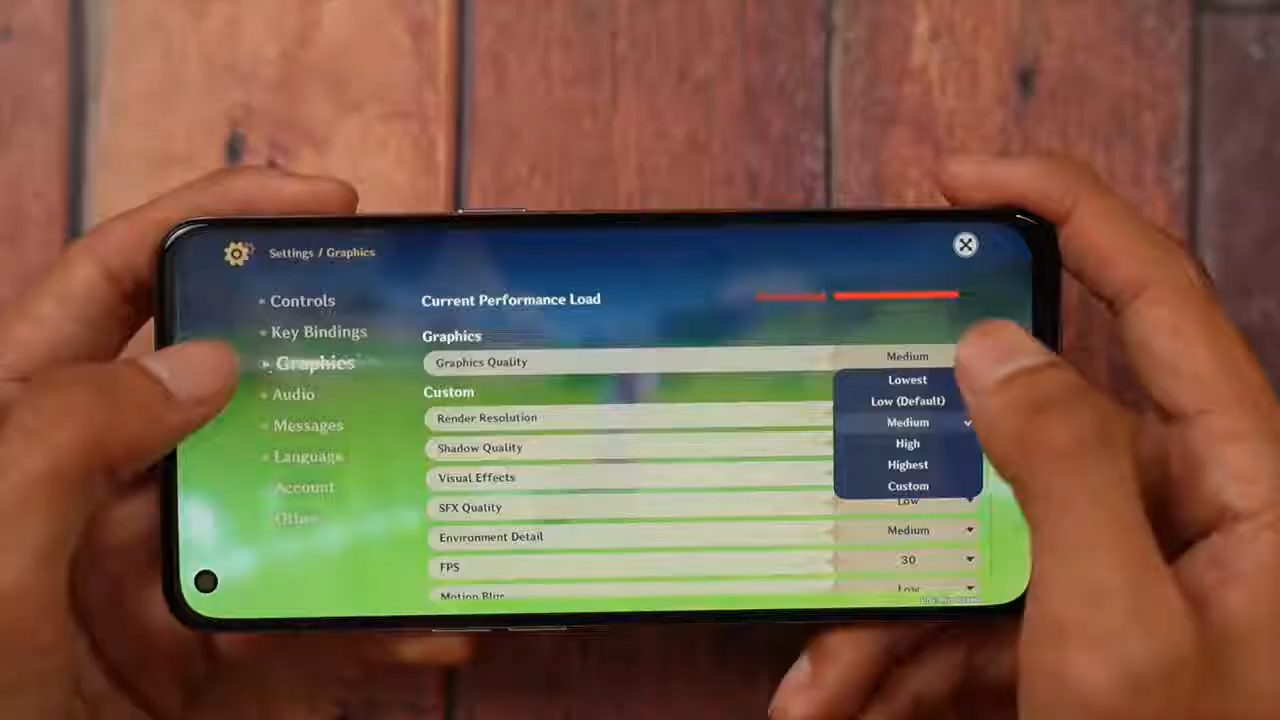 Settings / Graphics
Controls
Key Bindings
Graphics
Audio
Messages
Language
Account
Other
Current Performance Load
Graphics
Graphics Quality Medium
Lowest
Low (Default)
Medium
High
Highest
Custom
Custom
Render Resolution
Shadow Quality
Visual Effects
SFX Quality Low
Environment Detail Medium
FPS 30
Motion Blur Low